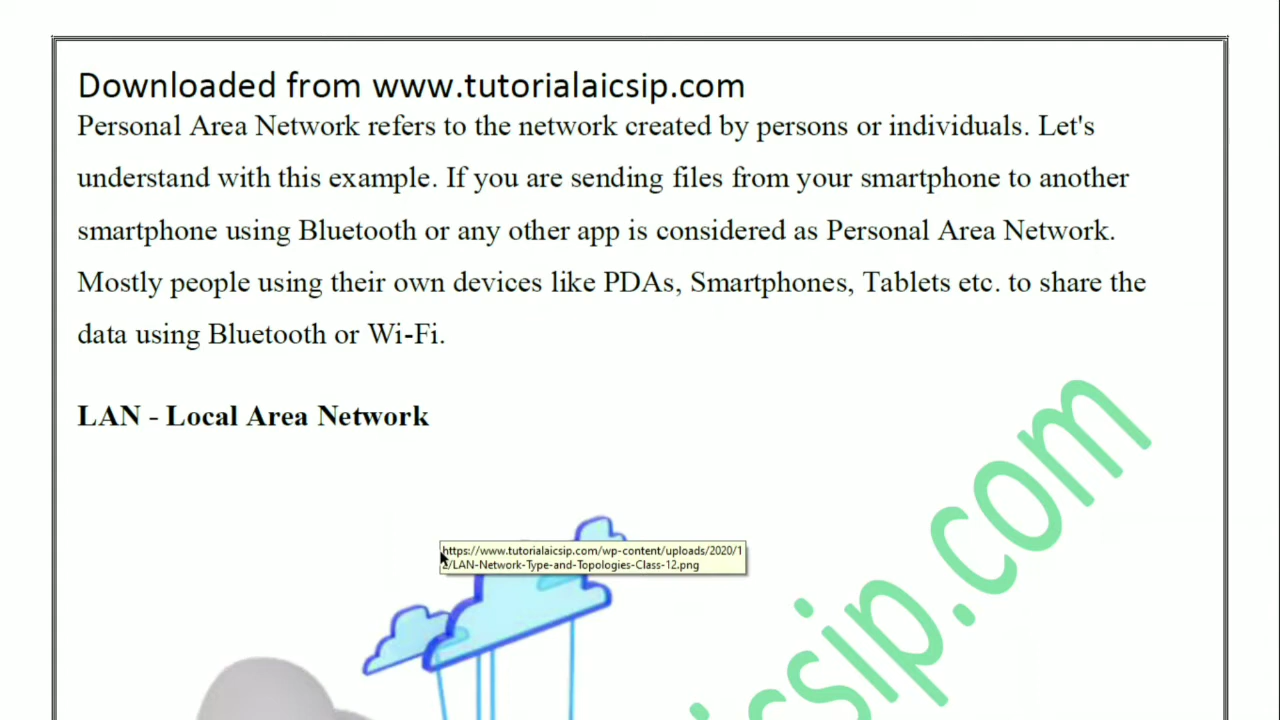 Downloaded from www.tutorialaicsip.com
Personal Area Network refers to the network created by persons or individuals. Let's
understand with this example. If you are sending files from your smartphone to another
smartphone using Bluetooth or any other app is considered as Personal Area Network.
Mostly people using their own devices like PDAs, Smartphones, Tablets etc. to share the
data using Bluetooth or Wi-Fi.
LAN - Local Area Network
https://www.tutorialaicsip.com/wp-content/uploads/2020/1
2/LAN-Network-Type-and-Topologies-Class-12.png
icsip.com